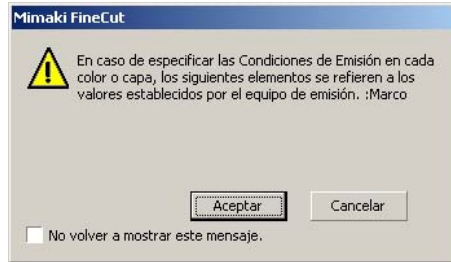 Mimaki FineCut
En caso de especificar las Condiciones de Emisión en cada
color o capa, los siguientes elementos se refieren a los
valores establecidos por el equipo de emisión. :Marco
Aceptar
Cancelar
No volver a mostrar este mensaje.